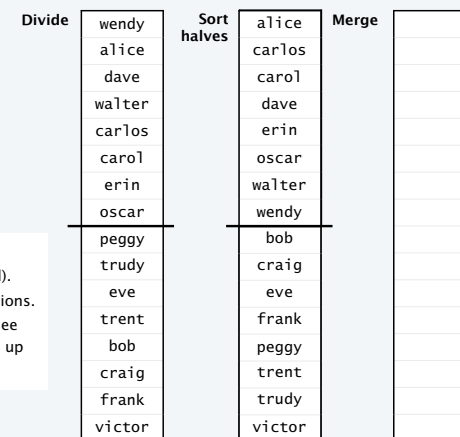 Divide
wendy
alice
dave
walter
carlos
carol
erin
oscar
peggy
trudy
eve
trent
bob
craig
frank
victor
Sort
halves
alice
carlos
carol
dave
erin
oscar
walter
wendy
bob
craig
eve
frank
peggy
trent
trudy
victor
Merge
up